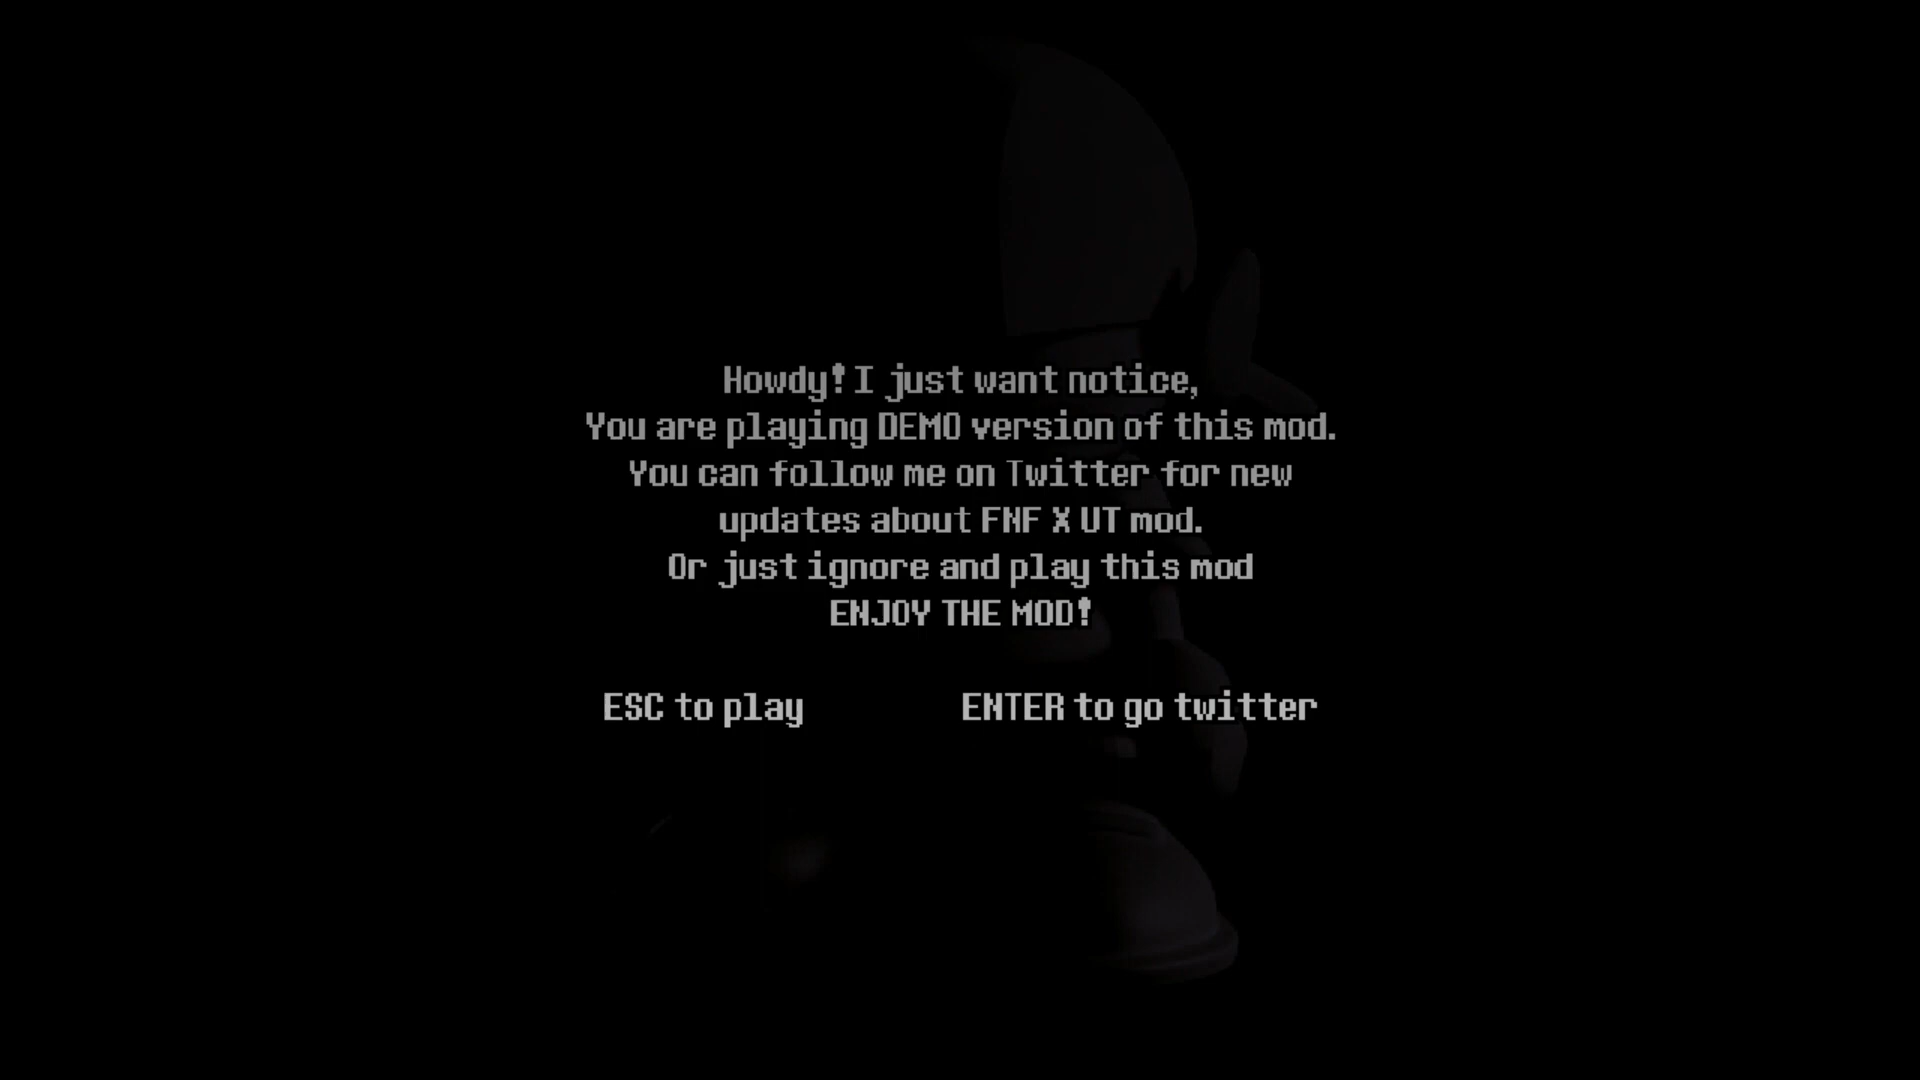 Howdy! I just want notice,
You are playing DEMO version of this mod.
You can follow me on Twitter for new
updates about FNF X UT mod.
Or just ignore and play this mod
ENJOY THE MOD!
ESC to play
ENTER to go twitter